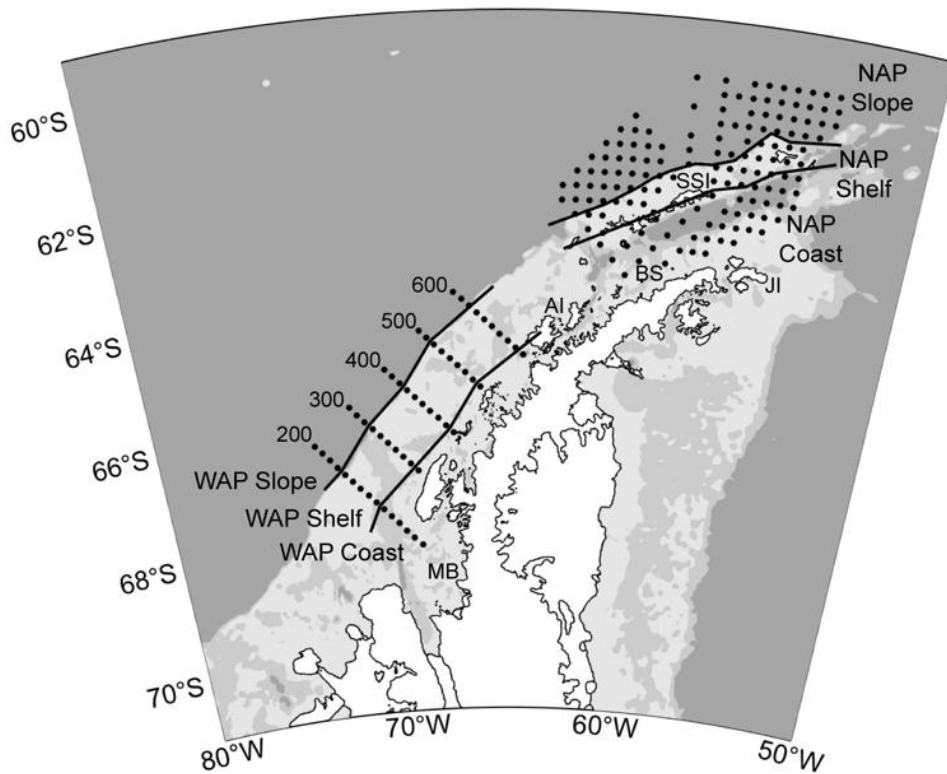 NAP
Slope
60°S
NAP
Shelf
SSI
NAP
Coast
62°S
BS
JI
600
AI
500
64°S
400
300
200
66°S
WAP Slope
WAP Shelf
WAP Coast
MB
68°S
70°S
70°W
60°W
80°W
50°W